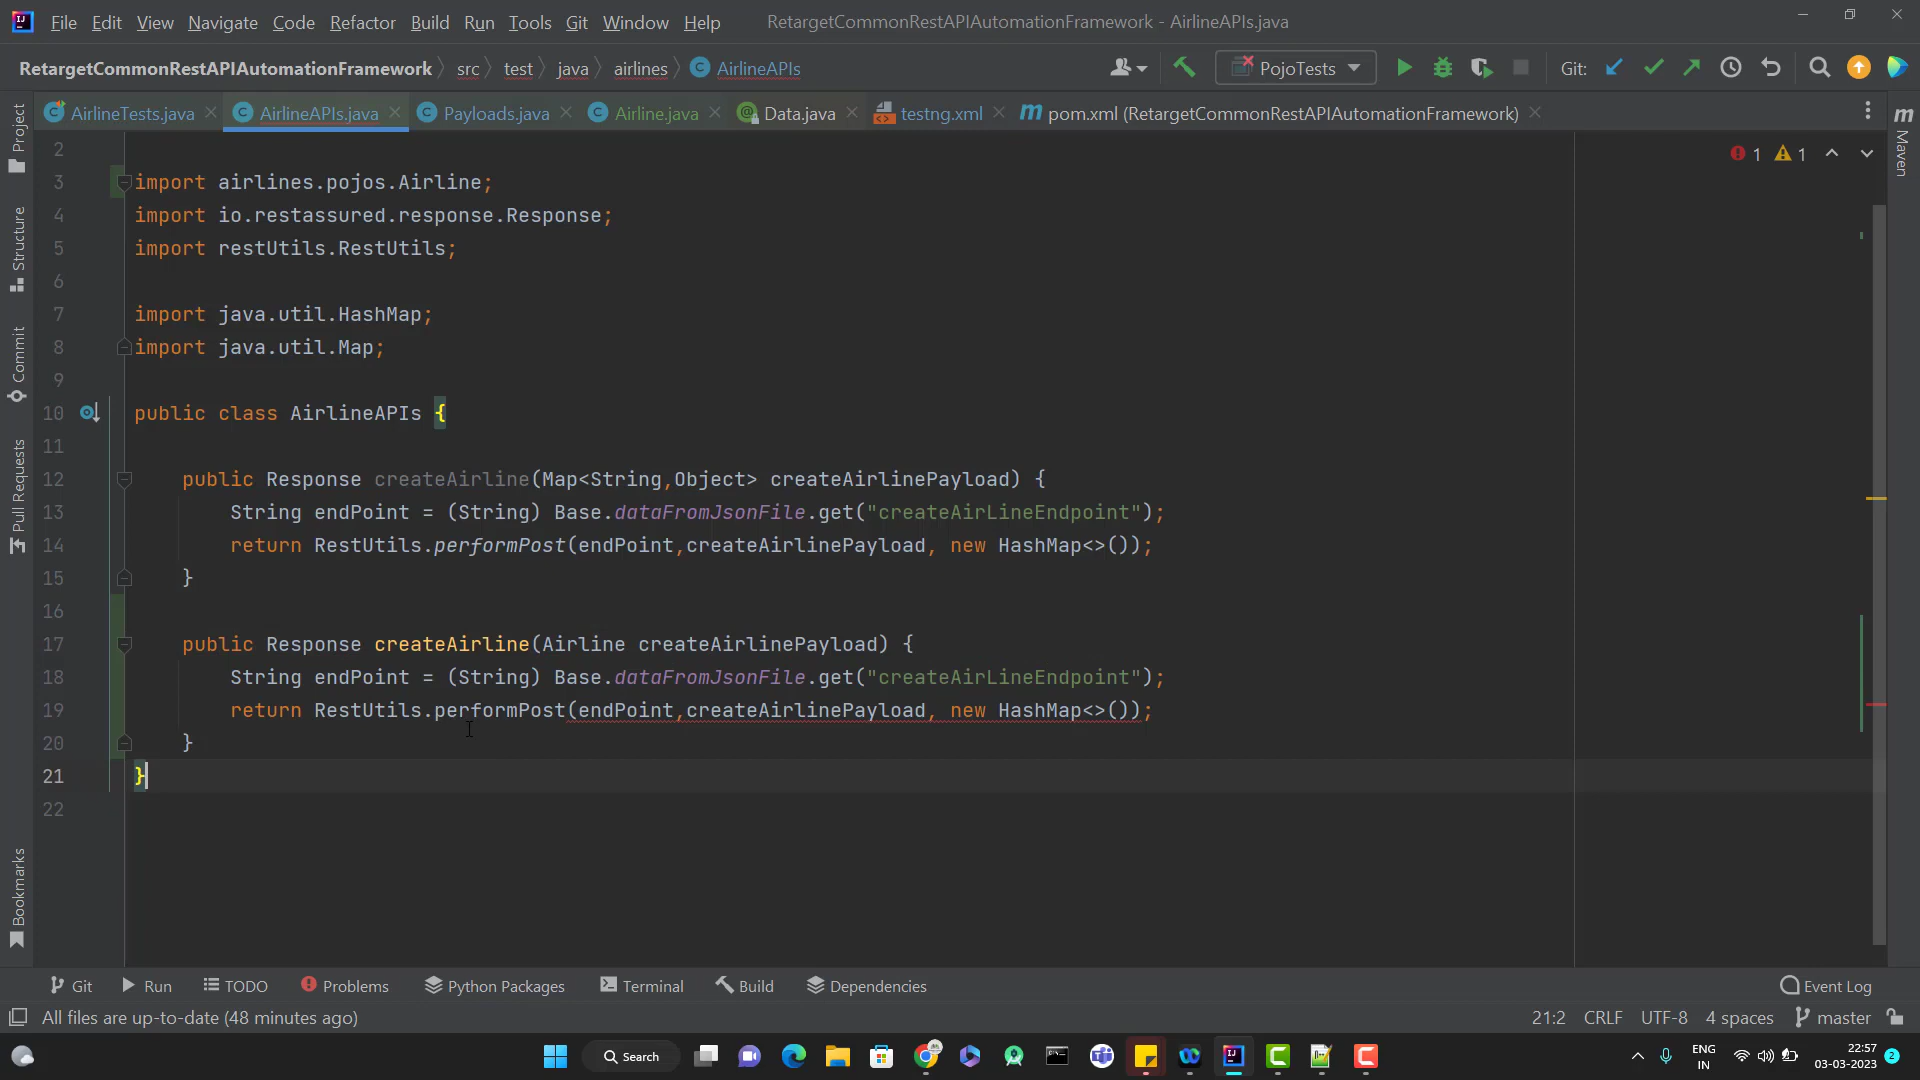 File Edit View Navigate Code Refactor Build Run Tools Git Window Help RetargetCommonRestAPIAutomationFramework - AirlineAPIs.java
RetargetCommonRestAPIAutomationFramework src test java airlines AirlineAPIs PojoTests Git:
AirlineTests.java AirlineAPIs.java Payloads.java Airline.java Data.java testng.xml pom.xml (RetargetCommonRestAPIAutomationFramework)
Project
Structure
Commit
Pull Requests
Bookmarks
Maven
1 1
2
3 import airlines.pojos.Airline;
4 import io.restassured.response.Response;
5 import restUtils.RestUtils;
6
7 import java.util.HashMap;
8 import java.util.Map;
9
10 public class AirlineAPIs {
11
12 public Response createAirline(Map<String,Object> createAirlinePayload) {
13 String endPoint = (String) Base.dataFromJsonFile.get("createAirLineEndpoint");
14 return RestUtils.performPost(endPoint,createAirlinePayload, new HashMap<>());
15 }
16
17 public Response createAirline(Airline createAirlinePayload) {
18 String endPoint = (String) Base.dataFromJsonFile.get("createAirLineEndpoint");
19 return RestUtils.performPost(endPoint,createAirlinePayload, new HashMap<>());
20 }
21 }
22
Git Run TODO Problems Python Packages Terminal Build Dependencies Event Log
All files are up-to-date (48 minutes ago) 21:2 CRLF UTF-8 4 spaces master
Search ENG 22:57
IN 03-03-2023 2